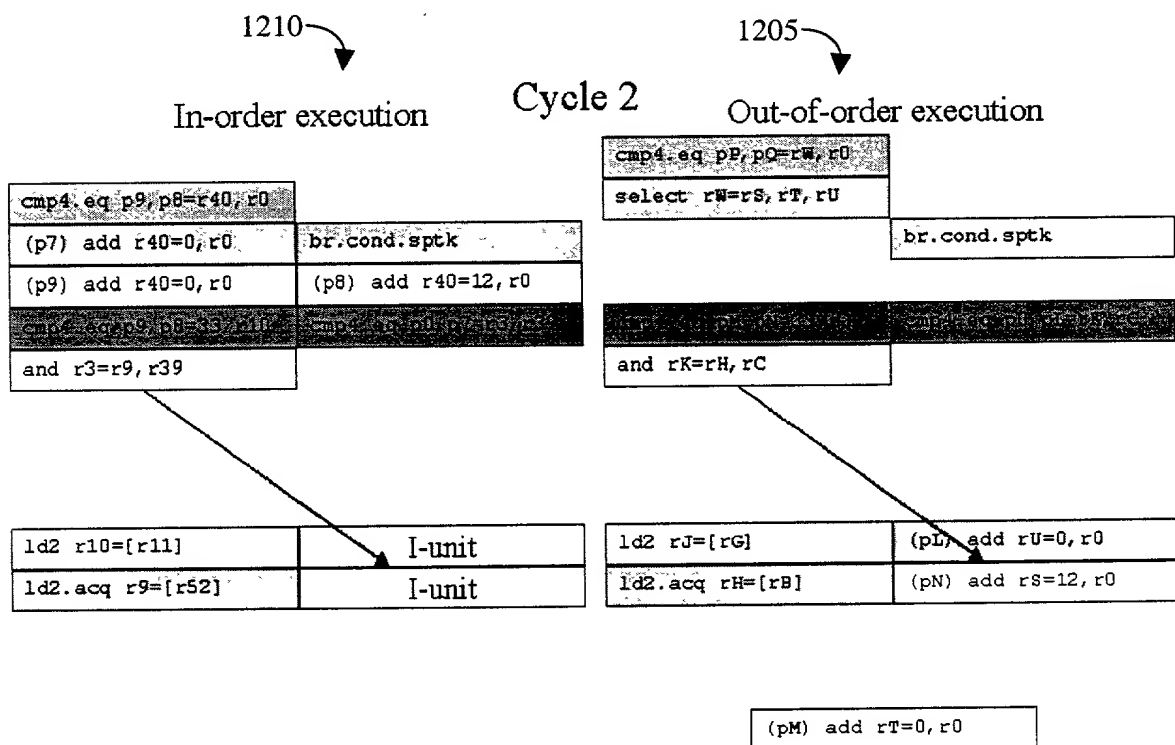 1210
1205
Cycle 2
In-order execution
Out-of-order execution
cmp4.eq p9,p8=r40,r0
(p7) add r40=0,r0
br.cond.sptk
(p9) add r40=0,r0
(p8) add r40=12,r0
and r3=r9,r39
ld2 r10=[r11]
I-unit
ld2.acq r9=[r52]
I-unit
cmp4.eq pP,pQ=rW,r0
select rW=rS,rT,rU
br.cond.sptk
and rK=rH,rC
ld2 rJ=[rG]
(pL) add rU=0,r0
ld2.acq rH=[rB]
(pN) add rS=12,r0
(pM) add rT=0,r0